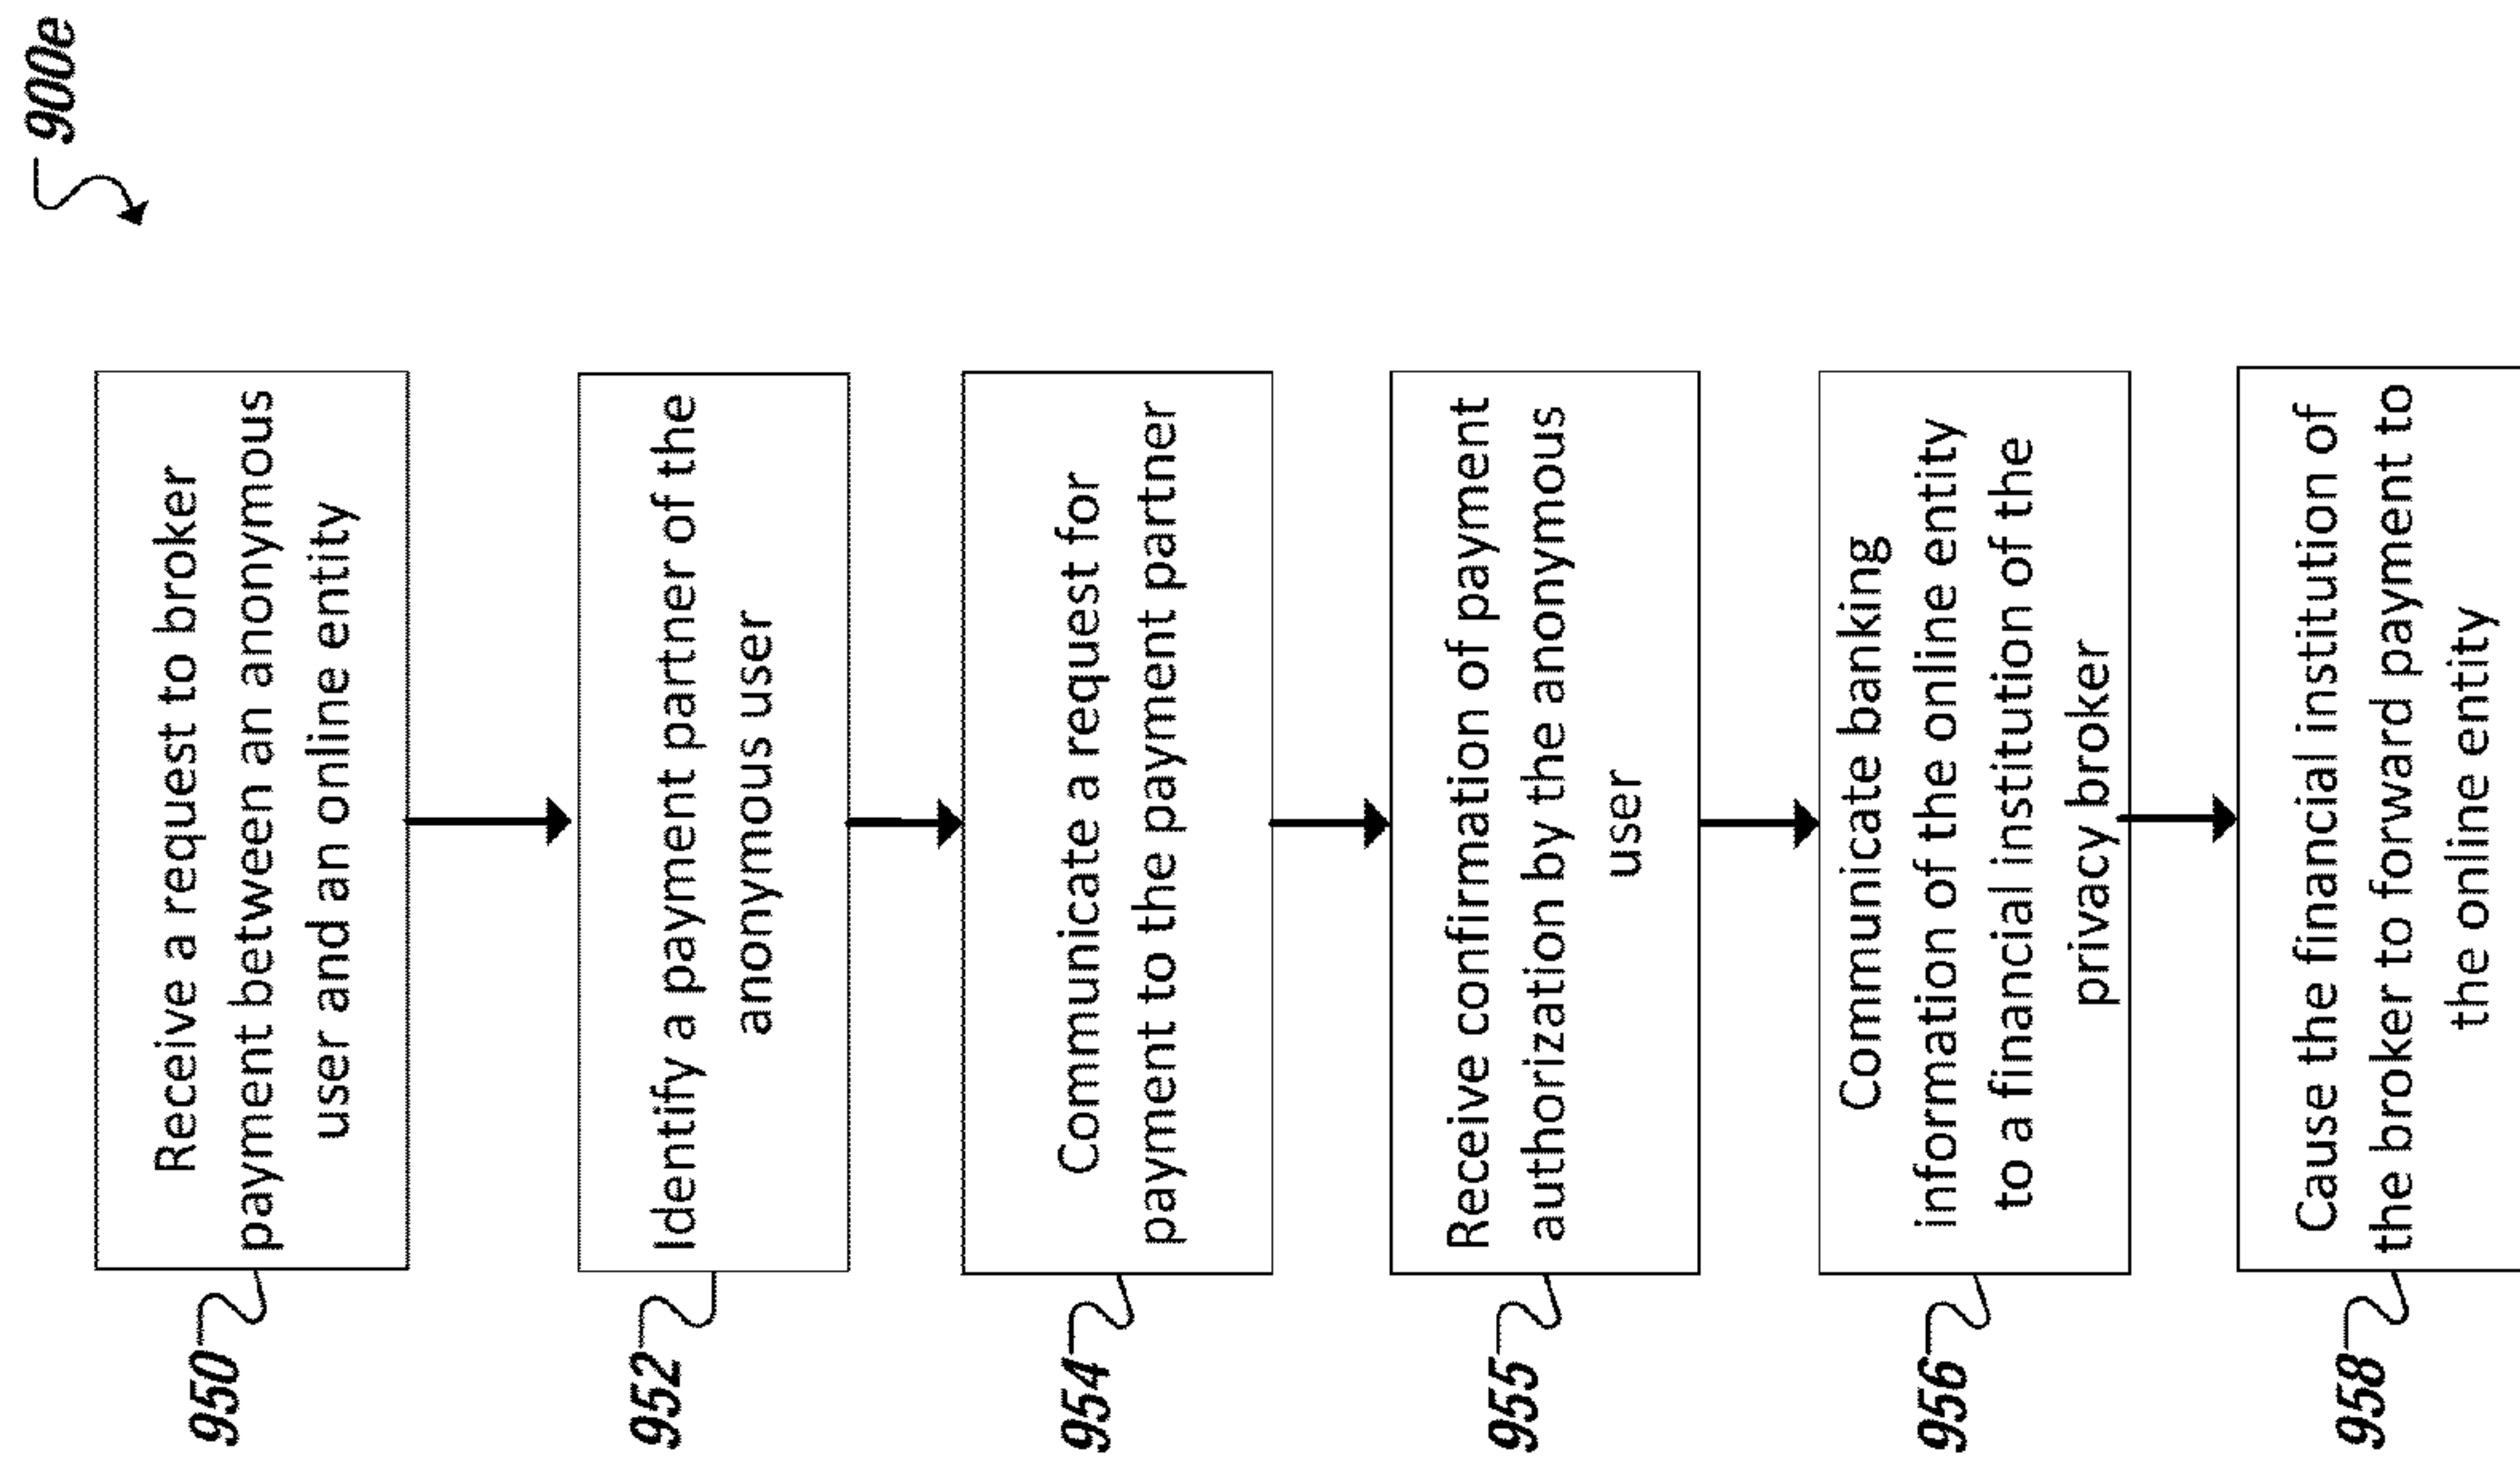 900e
950
Receive a request to broker
payment between an anonymous
user and an online entity
952
Identify a payment partner of the
anonymous user
954
Communicate a request for
payment to the payment partner
955
Receive confirmation of payment
authorization by the anonymous
user
956
Communicate banking
information of the online entity
to a financial institution of the
privacy broker
958
Cause the financial institution of
the broker to forward payment to
the online entity